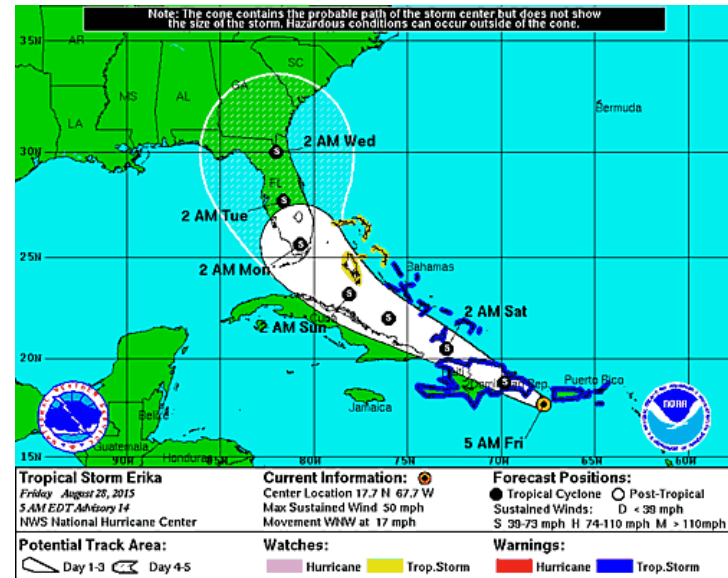 Note: The cone contains the probable path of the storm center but does not show
the size of the storm. Hazardous conditions can occur outside of the cone.
35N
AR
SC
MS
AL
GA
Bermuda
LA
30N
2 AM Wed
FL
2 AM Tue
25N
2 AM Mon
Bahamas
2 AM Sat
2 AM Sun
Cuba
20N
Haiti
Puerto Rico
Jamaica
Belize
NOAA
5 AM Fri
Guatemala
Honduras
15N
90W
85W
80W
75W
70W
65W
60W
Tropical Storm Erika
Friday August 28, 2015
5 AM EDT Advisory 14
NWS National Hurricane Center
Current Information:
Center Location 17.7 N 67.7 W
Max Sustained Wind 50 mph
Movement WNW at 17 mph
Forecast Positions:
Tropical Cyclone Post-Tropical
Sustained Winds: D < 39 mph
S 39-73 mph H 74-110 mph M > 110mph
Potential Track Area:
Day 1-3 Day 4-5
Watches:
Hurricane Trop.Storm
Warnings:
Hurricane Trop.Storm